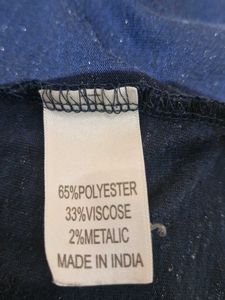 65%POLYESTER
33%VISCOSE
2%METALIC
MADE IN INDIA